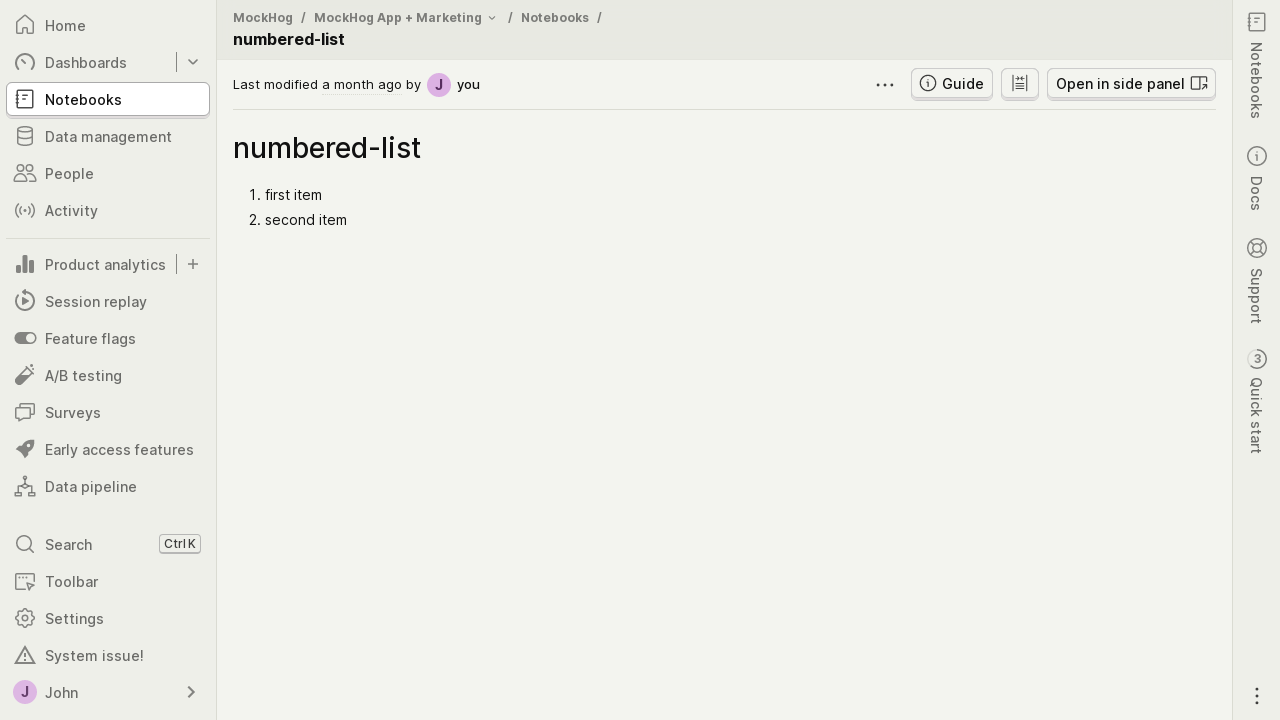 Home
Dashboards
Notebooks
Data management
People
Activity
Product analytics
Session replay
Feature flags
A/B testing
Surveys
Early access features
Data pipeline
Search Ctrl K
Toolbar
Settings
System issue!
J John
MockHog / MockHog App + Marketing / Notebooks /
numbered-list
Last modified a month ago by J you
Guide
Open in side panel
numbered-list
1. first item
2. second item
Notebooks
Docs
Support
3 Quick start